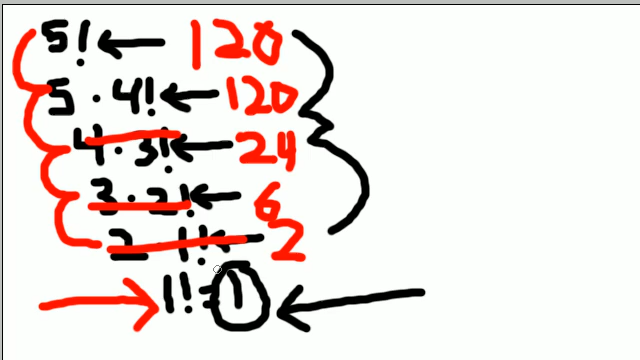 5! ← 120
5 · 4! ← 120
4 · 3! ← 24
3 · 2! ← 6
2 1! ← 2
1! = 1